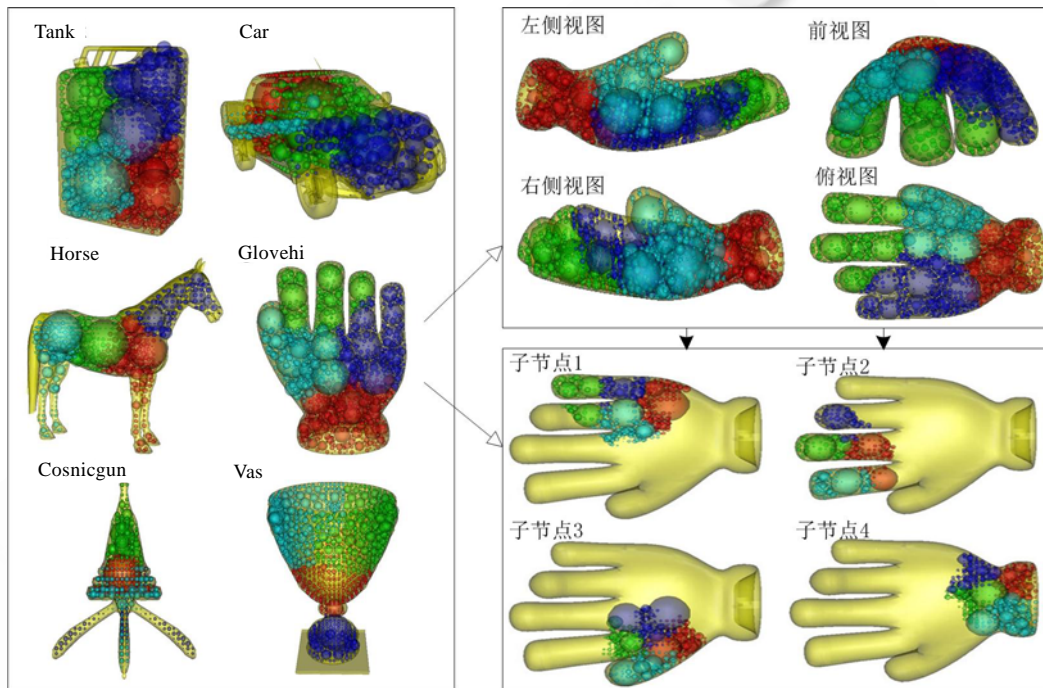 Tank
Car
Horse
Glovehi
Cosnicgun
Vas
左侧视图
前视图
右侧视图
俯视图
子节点1
子节点2
子节点3
子节点4